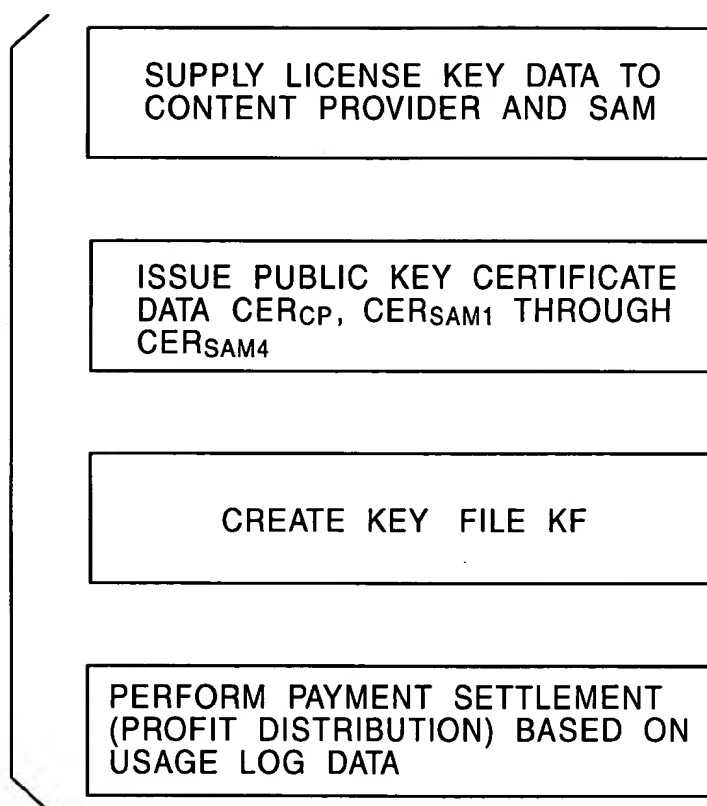 SUPPLY LICENSE KEY DATA TO
CONTENT PROVIDER AND SAM
ISSUE PUBLIC KEY CERTIFICATE
DATA CERCP, CERSAM1 THROUGH
CERSAM4
CREATE KEY FILE KF
PERFORM PAYMENT SETTLEMENT
(PROFIT DISTRIBUTION) BASED ON
USAGE LOG DATA